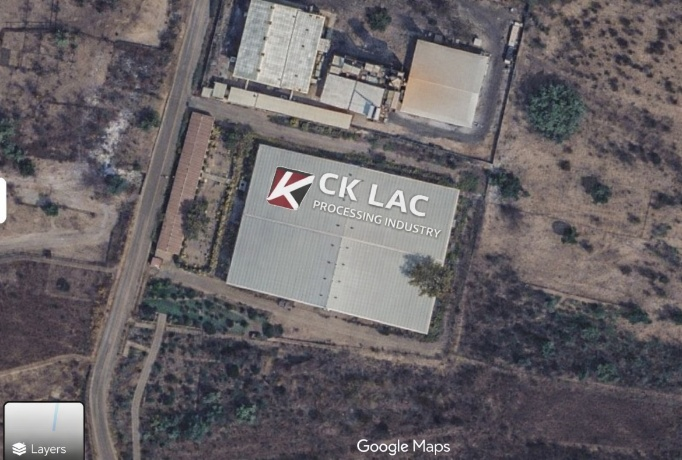 CK LAC
PROCESSING INDUSTRY
Layers
Google Maps